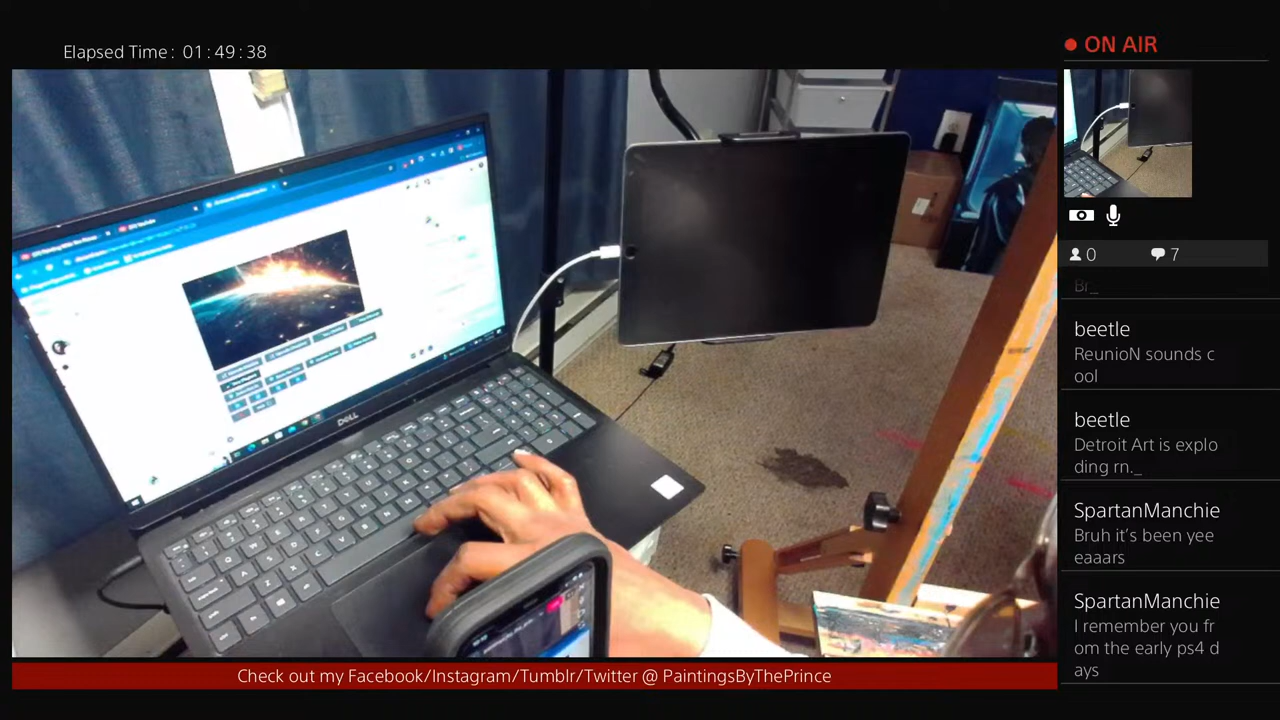 Elapsed Time: 01:49:38
ON AIR
0
7
Br_
beetle
ReunioN sounds c
ool
beetle
Detroit Art is explo
ding rn._
SpartanManchie
Bruh it's been yee
eaaars
SpartanManchie
I remember you fr
om the early ps4 d
ays
DELL
Check out my Facebook/Instagram/Tumblr/Twitter @ PaintingsByThePrince